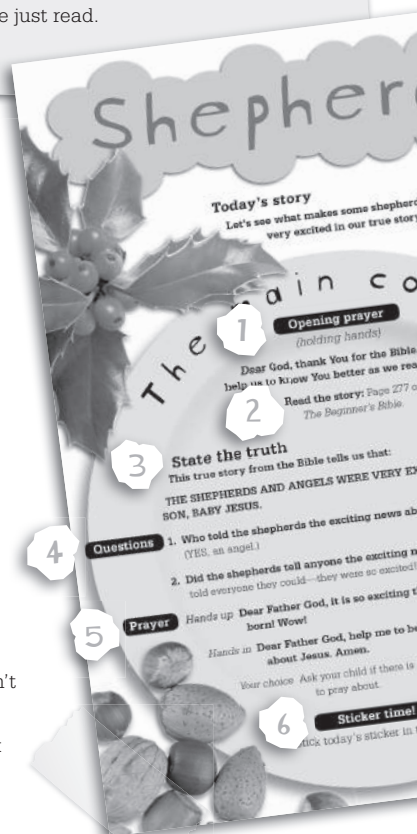 e just read.
Shepher
Today's story
Let's see what makes some shepherd
very excited in our true story
The main co
1
Opening prayer
(holding hands)
Dear God, thank You for the Bible.
help us to know You better as we rea
2
Read the story: Page 277 o
The Beginner's Bible.
3
State the truth
This true story from the Bible tells us that:
THE SHEPHERDS AND ANGELS WERE VERY EX
SON, BABY JESUS.
4
Questions
1. Who told the shepherds the exciting news ab
(YES, an angel.)
2. Did the shepherds tell anyone the exciting n
told everyone they could—they were so excited!
5
Prayer
Hands up Dear Father God, it is so exciting t
born! Wow!
Hands in Dear Father God, help me to be
about Jesus. Amen.
Your choice Ask your child if there is
to pray about.
6
Sticker time!
tick today's sticker in t
n't